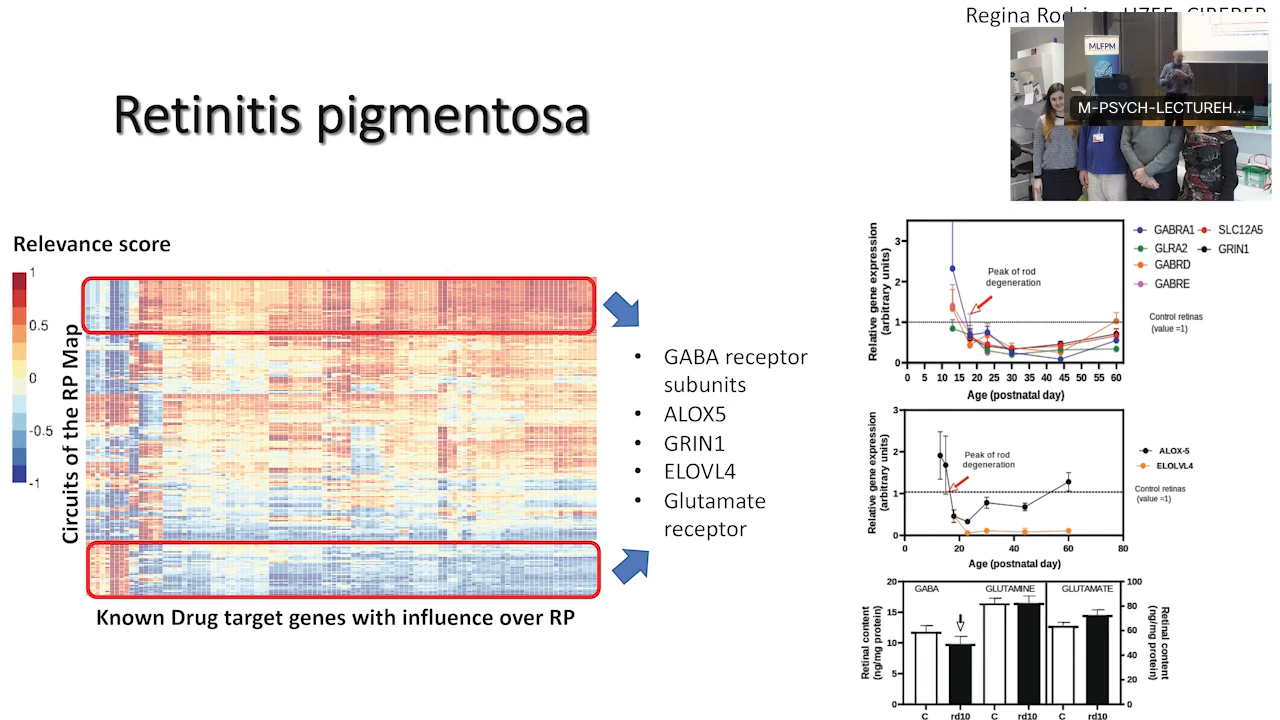 Regina
MLFPM
M-PSYCH-LECTUREH...
Retinitis pigmentosa
Relevance score
1
0.5
0
-0.5
-1
Circuits of the RP Map
Known Drug target genes with influence over RP
• GABA receptor
subunits
• ALOX5
• GRIN1
• ELOVL4
• Glutamate
receptor
Relative gene expression
(arbitrary units)
3
2
1
0
Peak of rod
degeneration
0 5 10 15 20 25 30 35 40 45 50 55 60
Age (postnatal day)
GABRA1 SLC12A5
GLRA2 GRIN1
GABRD
GABRE
Control retinas
(value =1)
Relative gene expression
(arbitrary units)
3
2
1
0
Peak of rod
degeneration
0 20 40 60 80
Age (postnatal day)
ALOX-5
ELOLVL4
Control retinas
(value =1)
Retinal content
(ng/mg protein)
20
15
10
5
0
GABA GLUTAMINE GLUTAMATE
C rd10 C rd10 C rd10
100
80
60
40
20
0
Retinal content
(ng/mg protein)